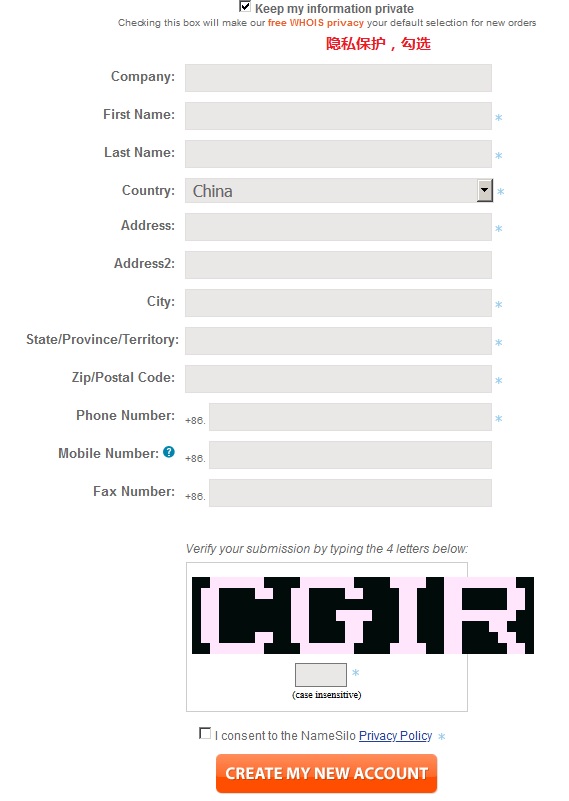 Keep my information private
Checking this box will make our free WHOIS privacy your default selection for new orders
隐私保护，勾选
Company:
First Name: *
Last Name: *
Country: China *
Address: *
Address2:
City: *
State/Province/Territory: *
Zip/Postal Code: *
Phone Number: +86. *
Mobile Number: ? +86.
Fax Number: +86.
Verify your submission by typing the 4 letters below:
CGIR
*
(case insensitive)
I consent to the NameSilo Privacy Policy *
CREATE MY NEW ACCOUNT